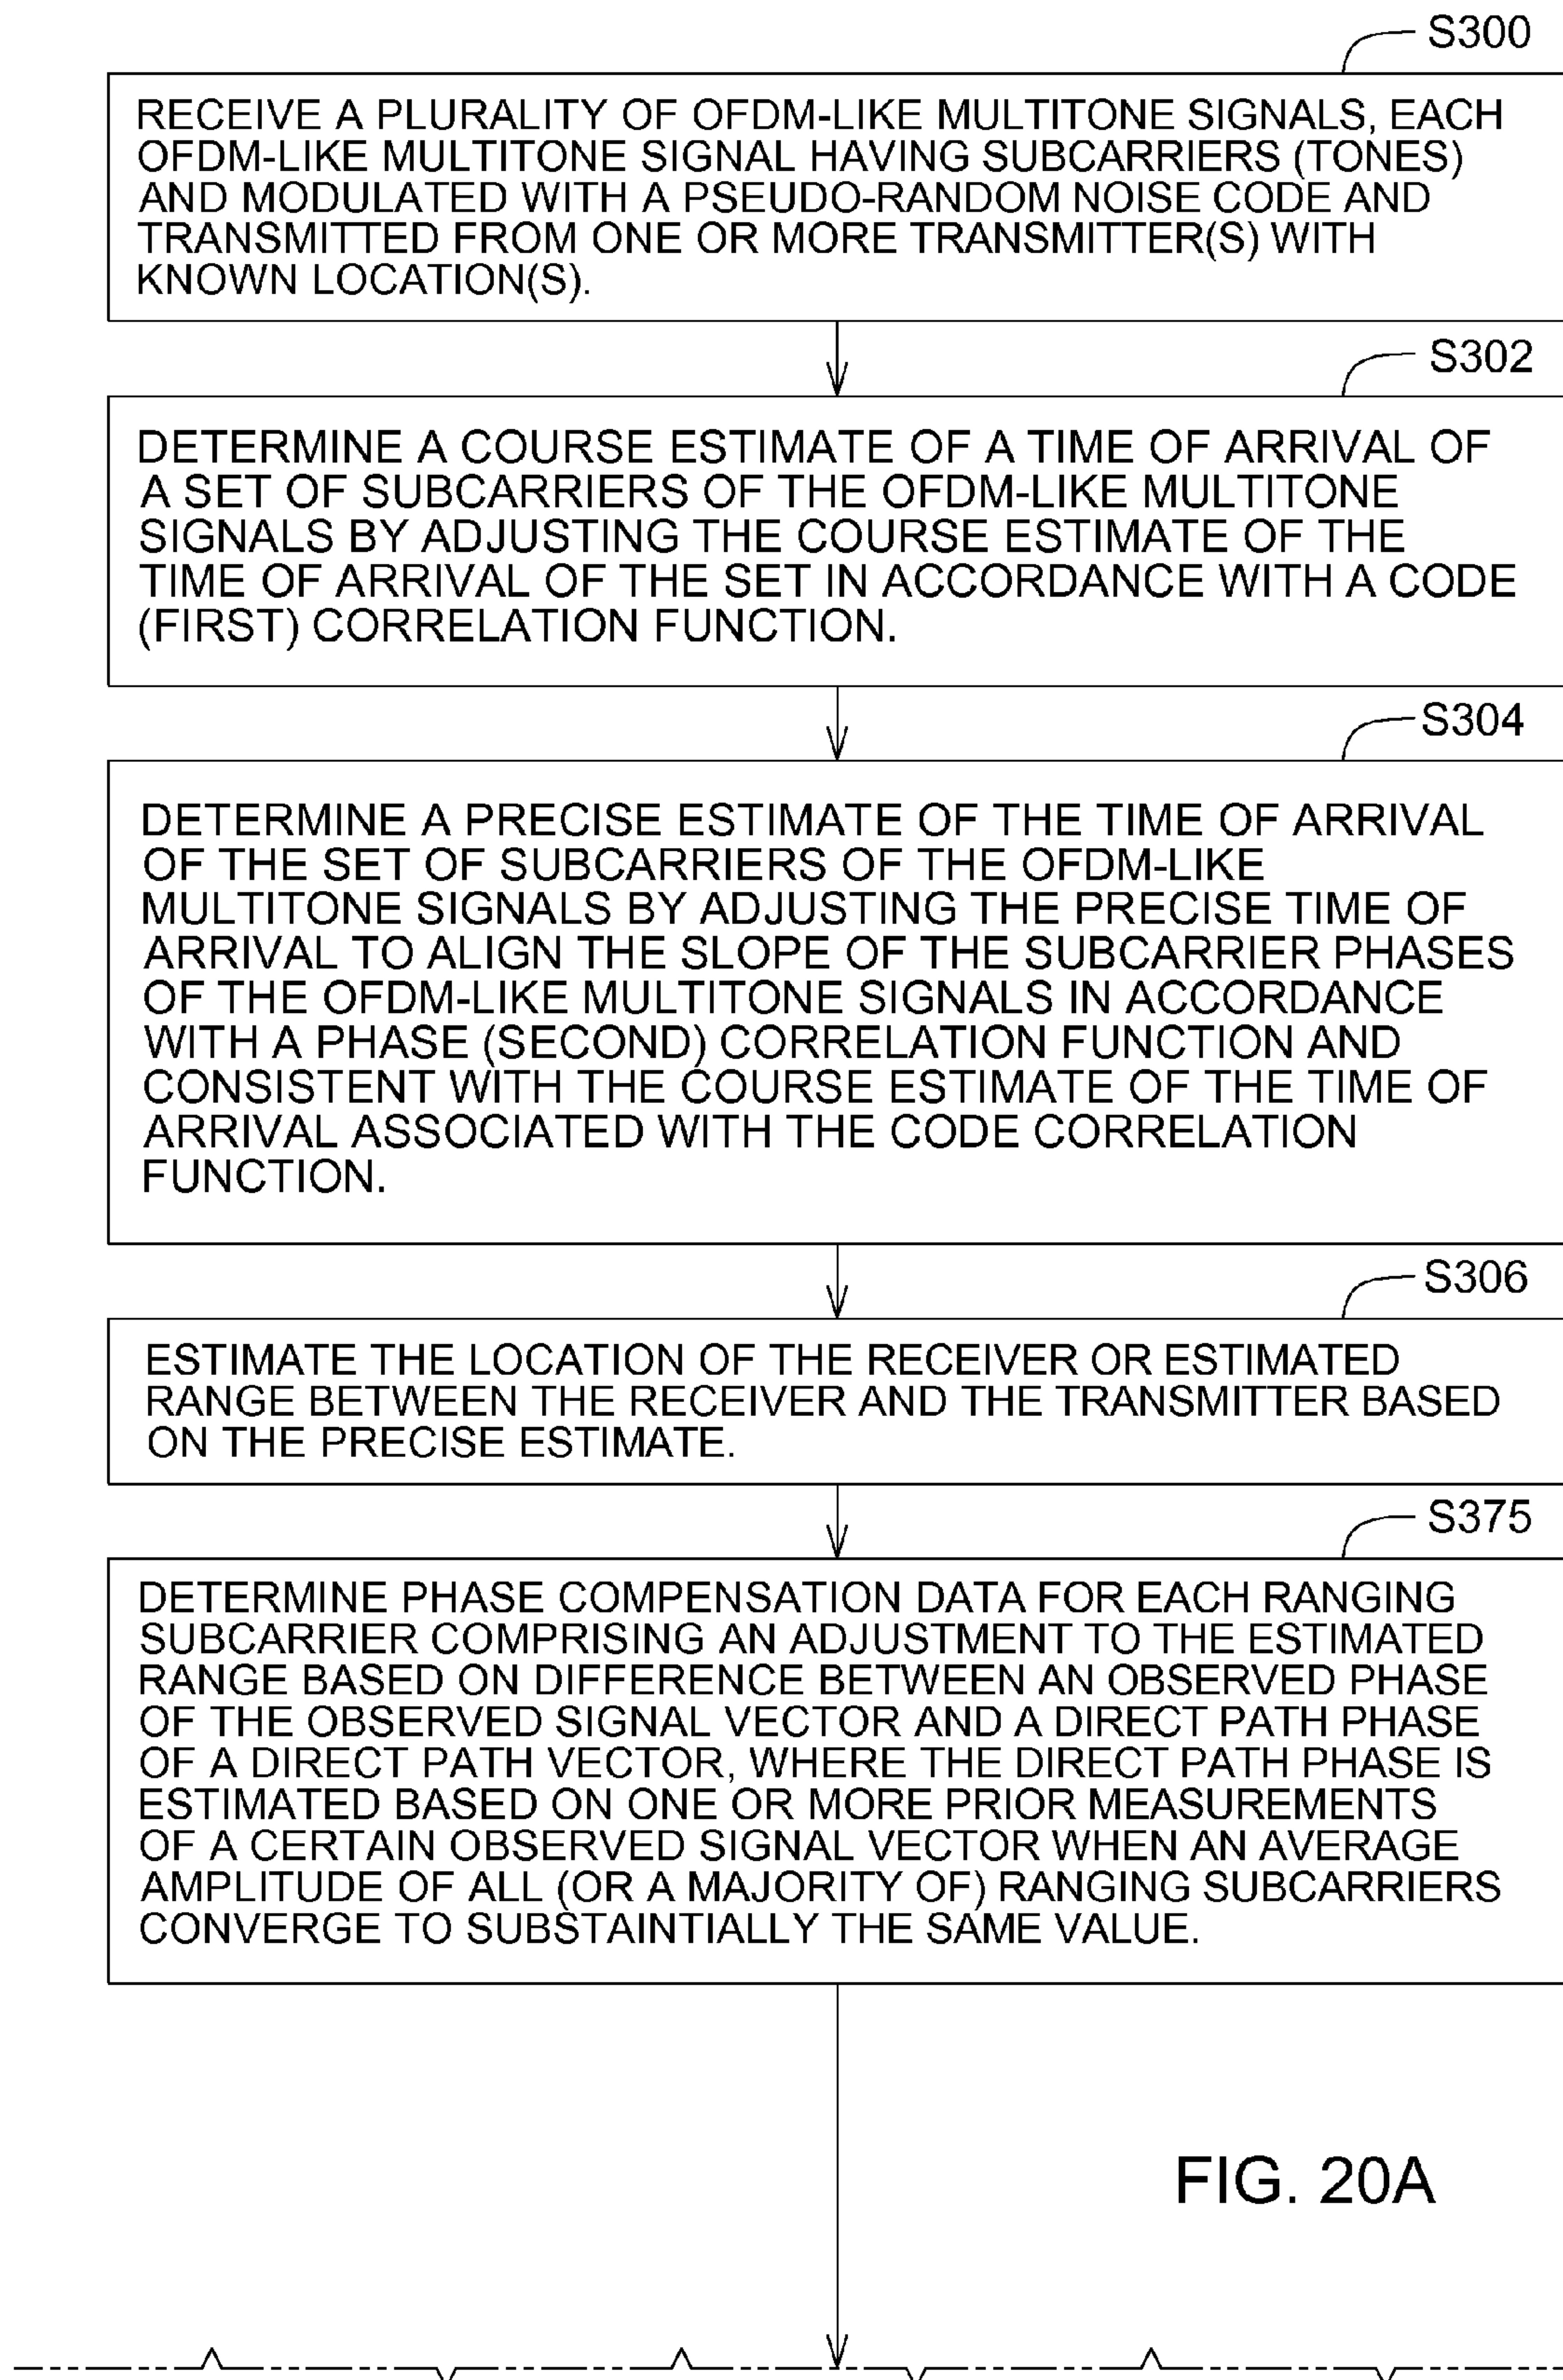 S300
RECEIVE A PLURALITY OF OFDM-LIKE MULTITONE SIGNALS, EACH
OFDM-LIKE MULTITONE SIGNAL HAVING SUBCARRIERS (TONES)
AND MODULATED WITH A PSEUDO-RANDOM NOISE CODE AND
TRANSMITTED FROM ONE OR MORE TRANSMITTER(S) WITH
KNOWN LOCATION(S).
S302
DETERMINE A COURSE ESTIMATE OF A TIME OF ARRIVAL OF
A SET OF SUBCARRIERS OF THE OFDM-LIKE MULTITONE
SIGNALS BY ADJUSTING THE COURSE ESTIMATE OF THE
TIME OF ARRIVAL OF THE SET IN ACCORDANCE WITH A CODE
(FIRST) CORRELATION FUNCTION.
S304
DETERMINE A PRECISE ESTIMATE OF THE TIME OF ARRIVAL
OF THE SET OF SUBCARRIERS OF THE OFDM-LIKE
MULTITONE SIGNALS BY ADJUSTING THE PRECISE TIME OF
ARRIVAL TO ALIGN THE SLOPE OF THE SUBCARRIER PHASES
OF THE OFDM-LIKE MULTITONE SIGNALS IN ACCORDANCE
WITH A PHASE (SECOND) CORRELATION FUNCTION AND
CONSISTENT WITH THE COURSE ESTIMATE OF THE TIME OF
ARRIVAL ASSOCIATED WITH THE CODE CORRELATION
FUNCTION.
S306
ESTIMATE THE LOCATION OF THE RECEIVER OR ESTIMATED
RANGE BETWEEN THE RECEIVER AND THE TRANSMITTER BASED
ON THE PRECISE ESTIMATE.
S375
DETERMINE PHASE COMPENSATION DATA FOR EACH RANGING
SUBCARRIER COMPRISING AN ADJUSTMENT TO THE ESTIMATED
RANGE BASED ON DIFFERENCE BETWEEN AN OBSERVED PHASE
OF THE OBSERVED SIGNAL VECTOR AND A DIRECT PATH PHASE
OF A DIRECT PATH VECTOR, WHERE THE DIRECT PATH PHASE IS
ESTIMATED BASED ON ONE OR MORE PRIOR MEASUREMENTS
OF A CERTAIN OBSERVED SIGNAL VECTOR WHEN AN AVERAGE
AMPLITUDE OF ALL (OR A MAJORITY OF) RANGING SUBCARRIERS
CONVERGE TO SUBSTAINTIALLY THE SAME VALUE.
FIG. 20A